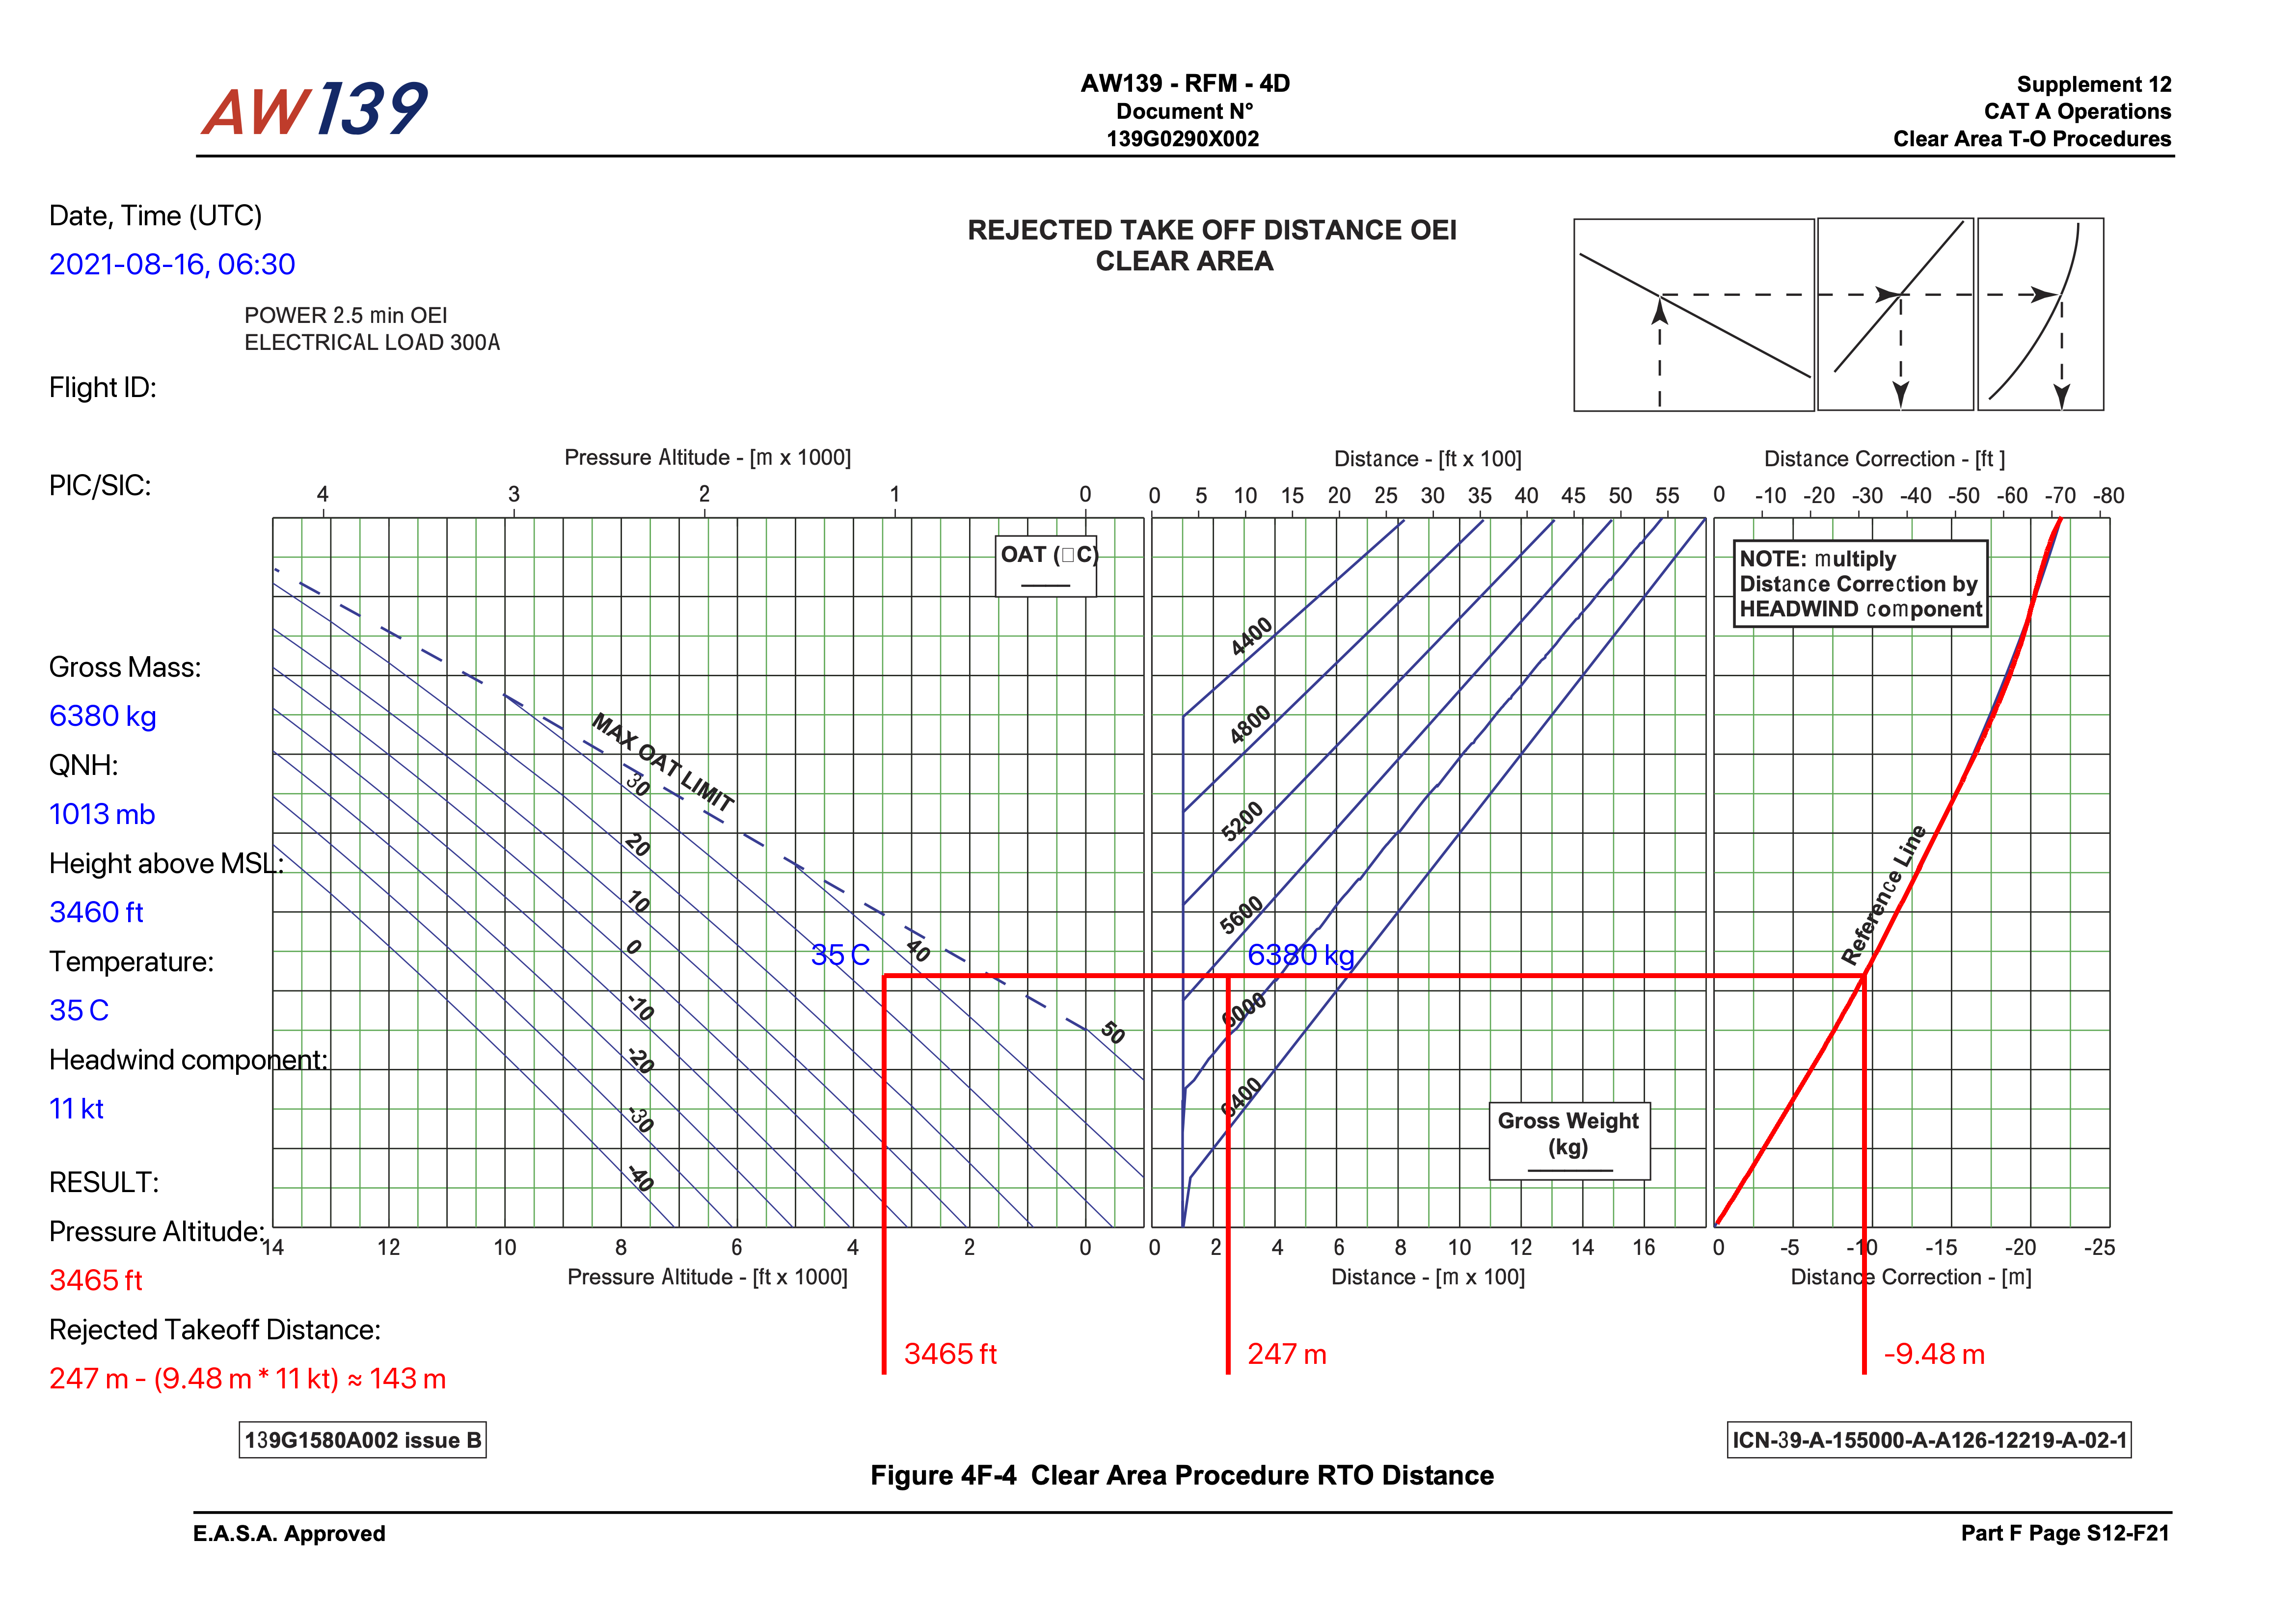 AW139
AW139 - RFM - 4D
Document N°
139G0290X002
Supplement 12
CAT A Operations
Clear Area T-O Procedures
Date, Time (UTC)
2021-08-16, 06:30
REJECTED TAKE OFF DISTANCE OEI
CLEAR AREA
POWER 2.5 min OEI
ELECTRICAL LOAD 300A
Flight ID:
PIC/SIC:
Gross Mass:
6380 kg
QNH:
1013 mb
Height above MSL:
3460 ft
Temperature:
35 C
Headwind component:
11 kt
RESULT:
Pressure Altitude:
3465 ft
Rejected Takeoff Distance:
247 m - (9.48 m * 11 kt) ≈ 143 m
Pressure Altitude - [m x 1000]
4 3 2 1 0
OAT (□C)
MAX OAT LIMIT
30
20
10
0
-10
-20
-30
-40
40
50
35 C
14 12 10 8 6 4 2 0
Pressure Altitude - [ft x 1000]
3465 ft
Distance - [ft x 100]
0 5 10 15 20 25 30 35 40 45 50 55
4400
4800
5200
5600
6380 kg
6000
6400
Gross Weight
(kg)
0 2 4 6 8 10 12 14 16
Distance - [m x 100]
247 m
Distance Correction - [ft ]
0 -10 -20 -30 -40 -50 -60 -70 -80
NOTE: multiply
Distance Correction by
HEADWIND component
Reference Line
0 -5 -10 -15 -20 -25
Distance Correction - [m]
-9.48 m
139G1580A002 issue B
ICN-39-A-155000-A-A126-12219-A-02-1
Figure 4F-4 Clear Area Procedure RTO Distance
E.A.S.A. Approved
Part F Page S12-F21